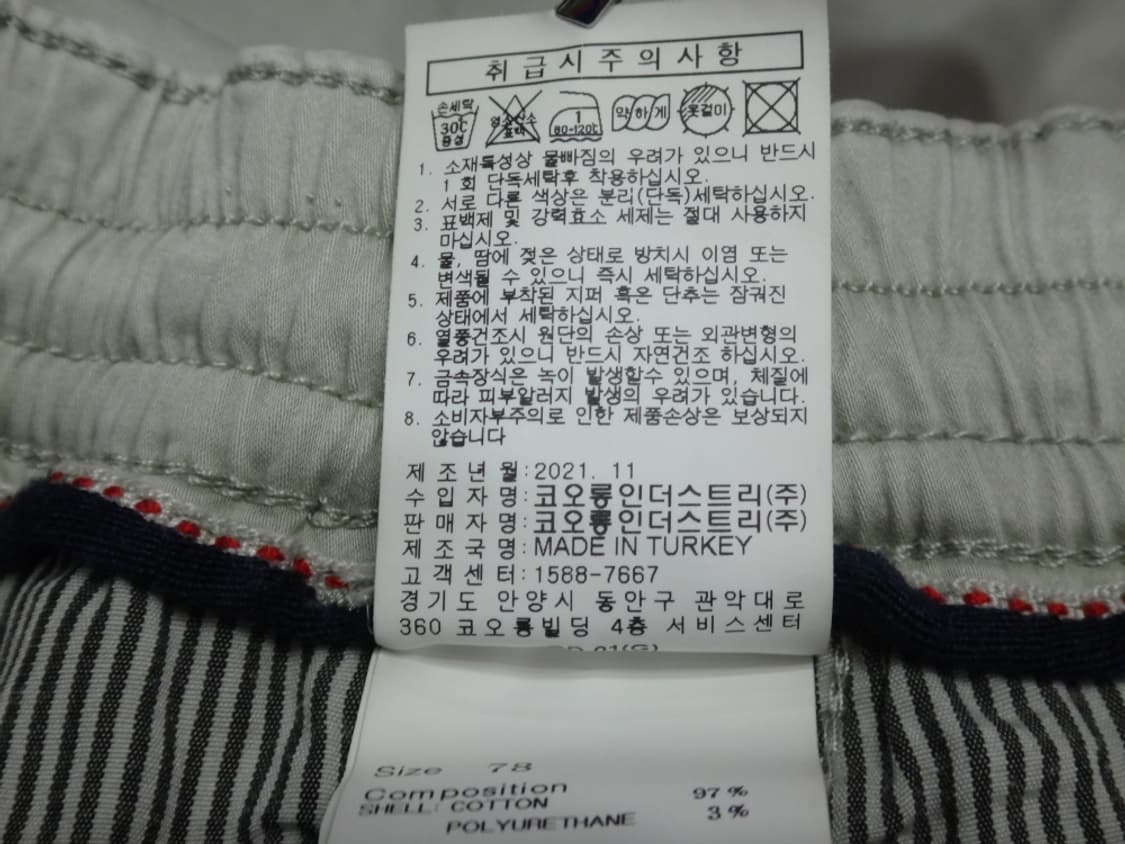 취급시주의사항
손세탁
30℃
중성
염소산소
표백
1
80-120℃
약하게
옷걸이
1. 소재특성상 물빠짐의 우려가 있으니 반드시
1 회 단독세탁후 착용하십시오.
2. 서로 다른 색상은 분리(단독)세탁하십시오.
3. 표백제 및 강력효소 세제는 절대 사용하지
마십시오.
4. 물, 땀에 젖은 상태로 방치시 이염 또는
변색될 수 있으니 즉시 세탁하십시오.
5. 제품에 부착된 지퍼 혹은 단추는 잠궈진
상태에서 세탁하십시오.
6. 열풍건조시 원단의 손상 또는 외관변형의
우려가 있으니 반드시 자연건조 하십시오.
7. 금속장식은 녹이 발생할수 있으며, 체질에
따라 피부알러지 발생의 우려가 있습니다.
8. 소비자부주의로 인한 제품손상은 보상되지
않습니다
제 조 년 월:2021. 11
수 입 자 명:코오롱인더스트리(주)
판 매 자 명:코오롱인더스트리(주)
제 조 국 명:MADE IN TURKEY
고 객 센 터:1588-7667
경기도 안양시 동안구 관악대로
360 코오롱빌딩 4층 서비스센터
Size 78
Composition
SHELL: COTTON 97 %
POLYURETHANE 3 %